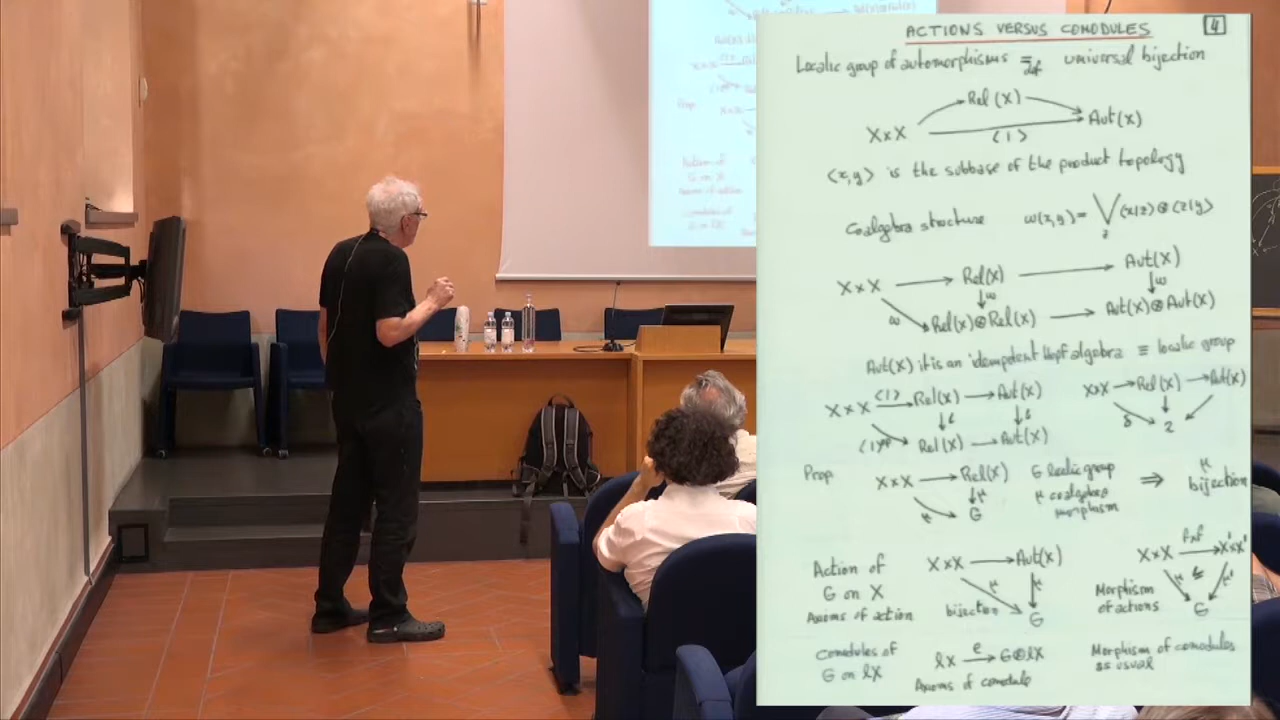 ACTIONS VERSUS COMODULES 4
Localic group of automorphisms =def universal bijection
Rel(X)
X×X Aut(X)
⟨|⟩
⟨x,y⟩ is the subbase of the product topology
Coalgebra structure w(x,y) = ⋁z ⟨x|z⟩ ⊗ ⟨z|y⟩
X×X → Rel(X) → Aut(X)
w ↓w ↓w
Rel(X)⊗Rel(X) → Aut(X)⊗Aut(X)
Aut(X) it is an idempotent Hopf algebra ≡ localic group
X×X ⟨|⟩ → Rel(X) → Aut(X) X×X → Rel(X) → Aut(X)
⟨|⟩op Rel(X) → Aut(X) δ 2
Prop X×X → Rel(X) G localic group ⇒ μ
↓μ μ coalgebra bijection
μ G morphism
Action of X×X → Aut(X) X×X f×f → X'×X'
G on X μ μ Morphism μ ≤ μ'
Axioms of action bijection G of actions G
Comodules of lX e → G⊗lX Morphism of comodules
G on lX as usual
Axioms of comodule